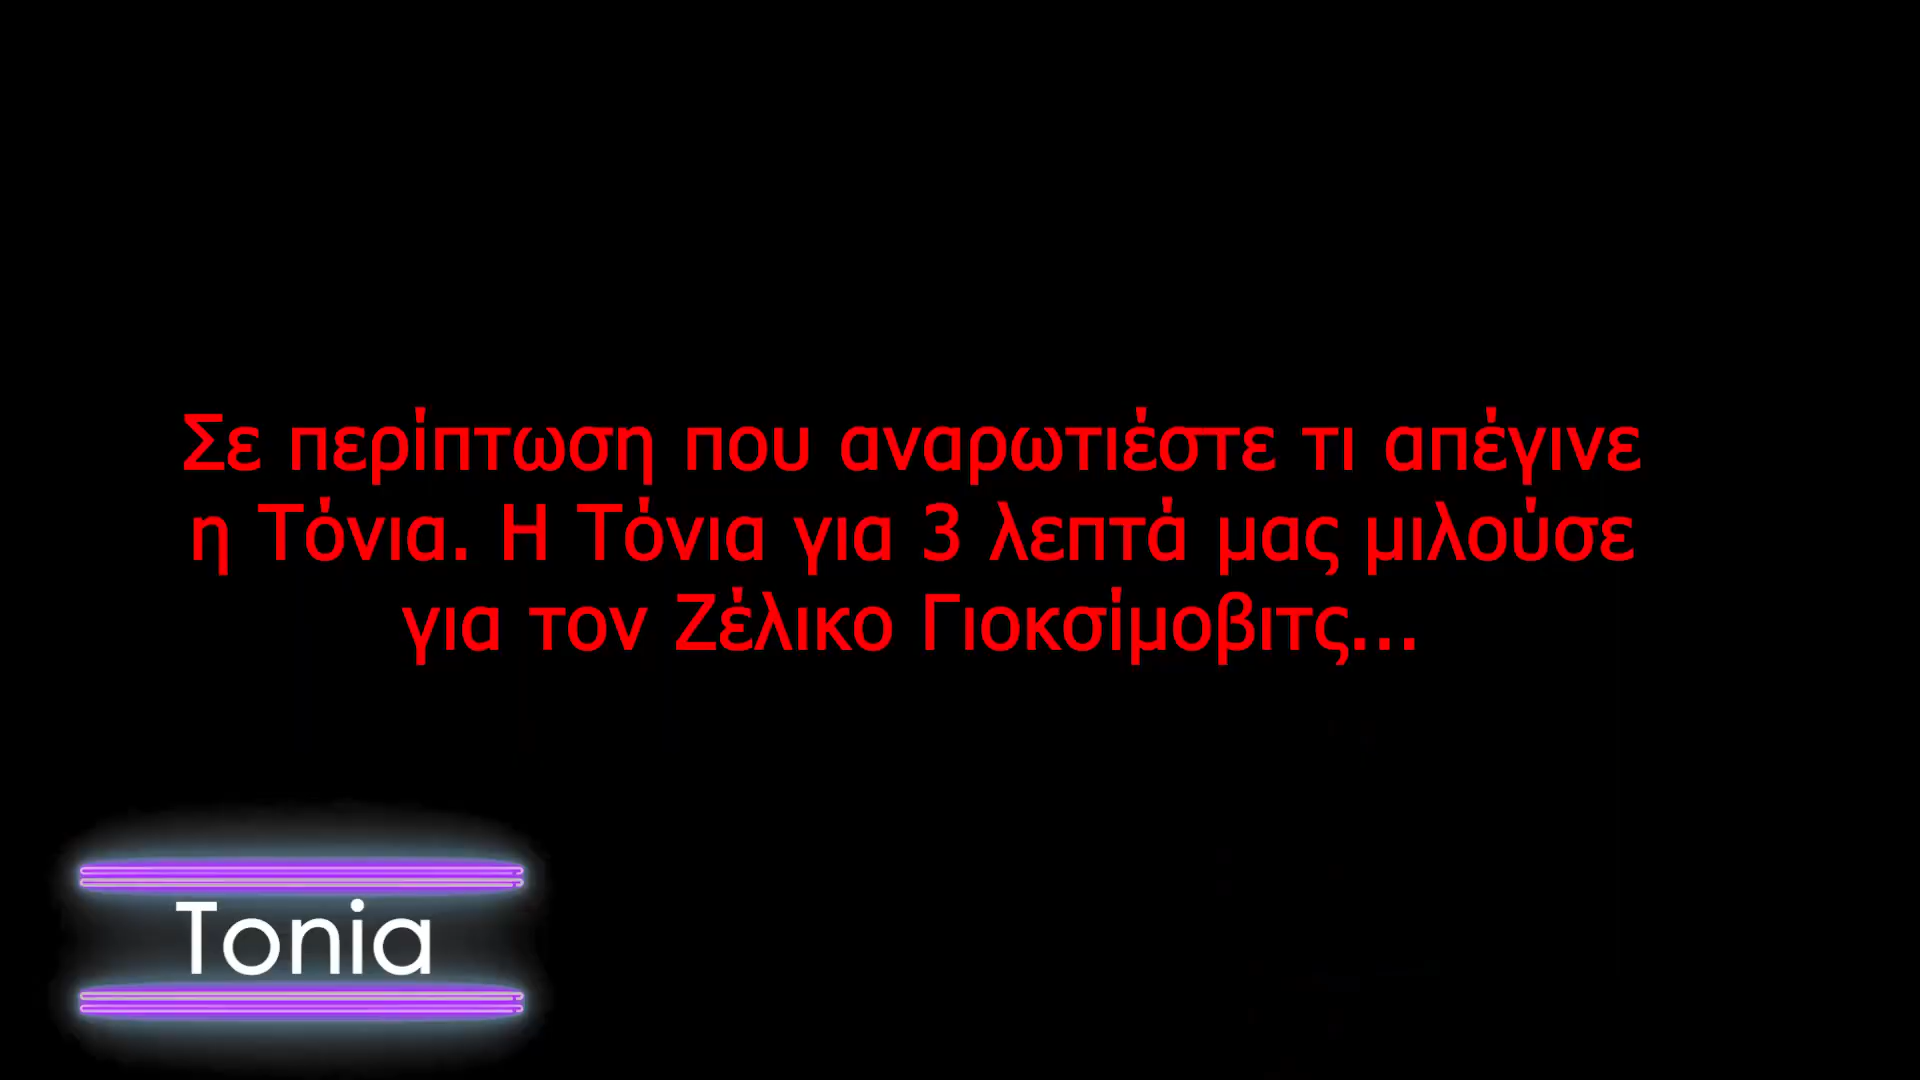 Σε περίπτωση που αναρωτιέστε τι απέγινε
η Τόνια. Η Τόνια για 3 λεπτά μας μιλούσε
για τον Ζέλικο Γιοκσίμοβιτς...
Tonia